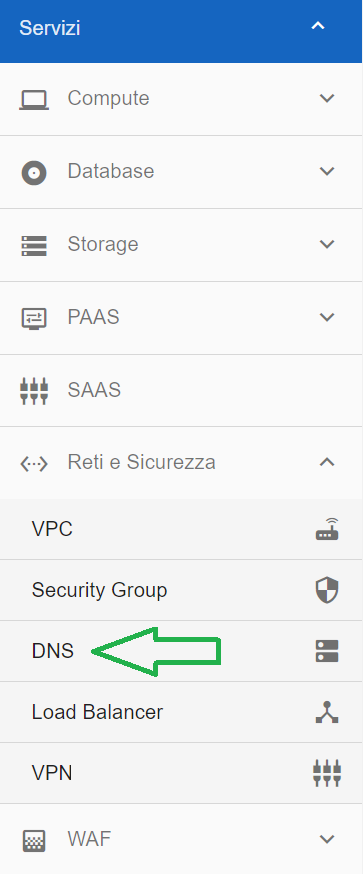 Servizi
Compute
Database
Storage
PAAS
SAAS
Reti e Sicurezza
VPC
Security Group
DNS
Load Balancer
VPN
WAF